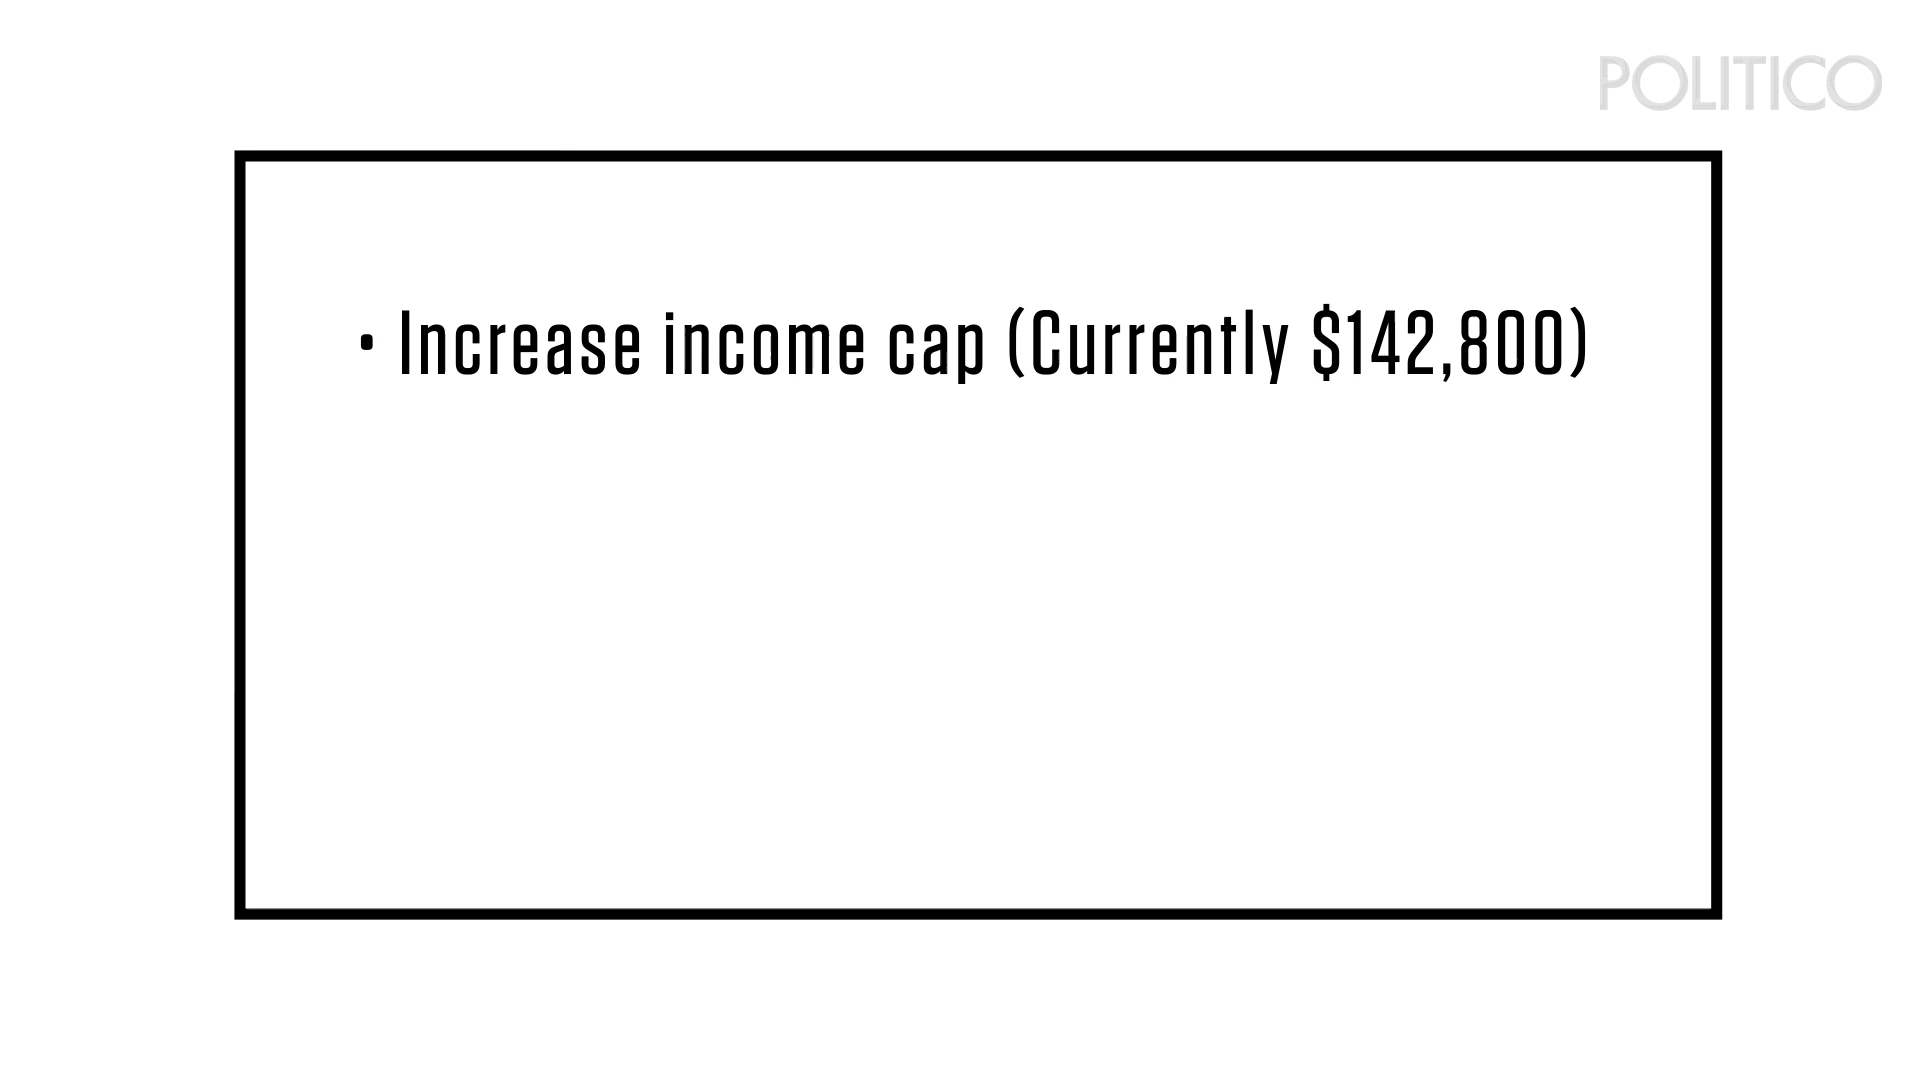 POLITICO
• Increase income cap (Currently $142,800)